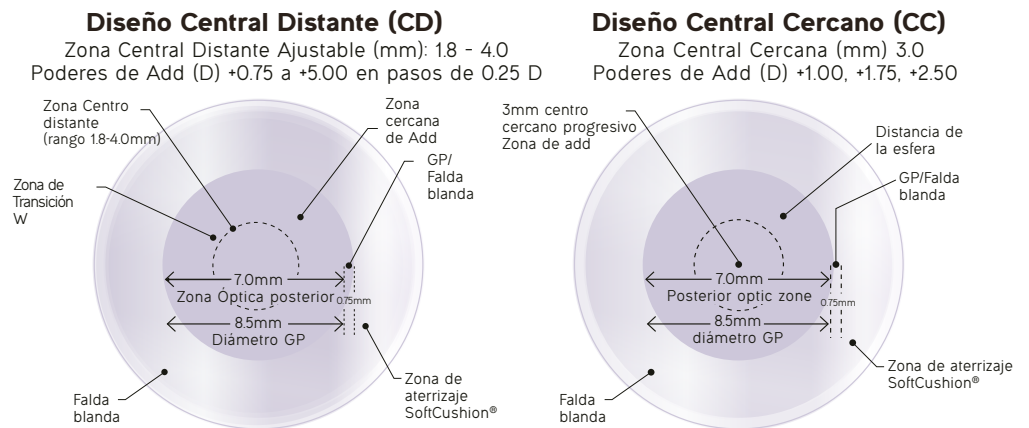 Diseño Central Distante (CD)
Zona Central Distante Ajustable (mm): 1.8 - 4.0
Poderes de Add (D) +0.75 a +5.00 en pasos de 0.25 D
Zona Centro
distante
(rango 1.8-4.0mm)
Zona
cercana
de Add
GP/
Falda
blanda
Zona de
Transición
W
7.0mm
Zona Óptica posterior
0.75mm
8.5mm
Diámetro GP
Falda
blanda
Zona de
aterrizaje
SoftCushion®
Diseño Central Cercano (CC)
Zona Central Cercana (mm) 3.0
Poderes de Add (D) +1.00, +1.75, +2.50
3mm centro
cercano progresivo
Zona de add
Distancia de
la esfera
GP/Falda
blanda
7.0mm
Posterior optic zone
0.75mm
8.5mm
diámetro GP
Falda
blanda
Zona de aterrizaje
SoftCushion®